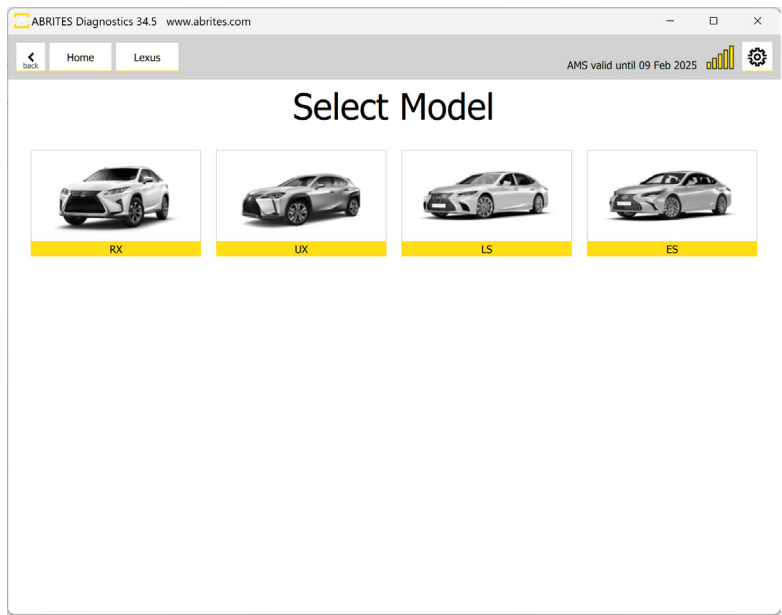 ABRITES Diagnostics 34.5 www.abrites.com
back
Home
Lexus
AMS valid until 09 Feb 2025
Select Model
RX
UX
LS
ES